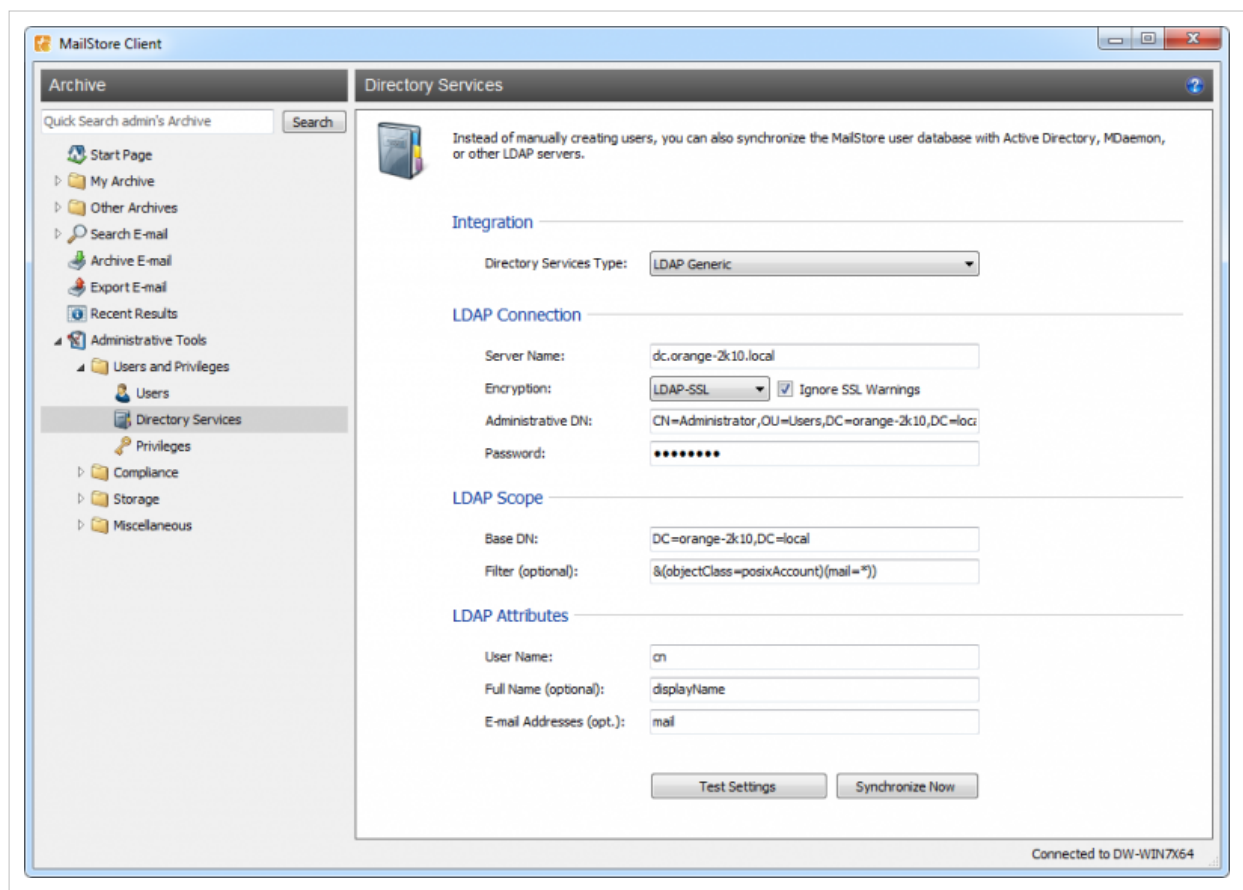 MailStore Client
Archive
Directory Services
Quick Search admin's Archive
Search
Start Page
My Archive
Other Archives
Search E-mail
Archive E-mail
Export E-mail
Recent Results
Administrative Tools
Users and Privileges
Users
Directory Services
Privileges
Compliance
Storage
Miscellaneous
Instead of manually creating users, you can also synchronize the MailStore user database with Active Directory, MDaemon,
or other LDAP servers.
Integration
Directory Services Type: LDAP Generic
LDAP Connection
Server Name: dc.orange-2k10.local
Encryption: LDAP-SSL Ignore SSL Warnings
Administrative DN: CN=Administrator,OU=Users,DC=orange-2k10,DC=loca
Password: ••••••••
LDAP Scope
Base DN: DC=orange-2k10,DC=local
Filter (optional): &(objectClass=posixAccount)(mail=*))
LDAP Attributes
User Name: cn
Full Name (optional): displayName
E-mail Addresses (opt.): mail
Test Settings Synchronize Now
Connected to DW-WIN7X64